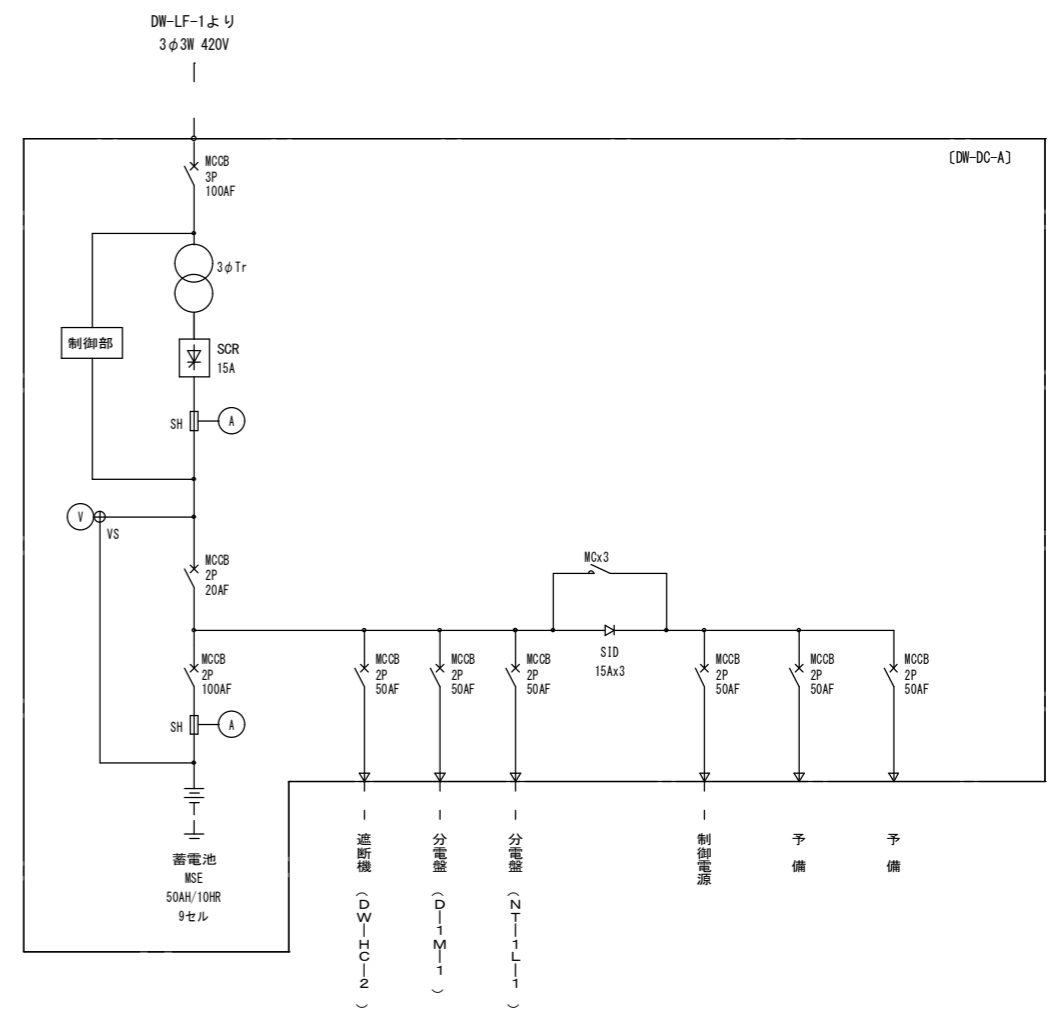 DW-LF-1より
3φ3W 420V
〔DW-DC-A〕
MCCB
3P
100AF
3φTr
制御部
SCR
15A
SH
A
V
VS
MCCB
2P
20AF
MCx3
SID
15Ax3
MCCB
2P
100AF
MCCB
2P
50AF
MCCB
2P
50AF
MCCB
2P
50AF
MCCB
2P
50AF
MCCB
2P
50AF
MCCB
2P
50AF
SH
A
蓄電池
MSE
50AH/10HR
9セル
遮断機（DW-HC-2）
分電盤（D-1M-1）
分電盤（NT-1L-1）
制御電源
予備
予備